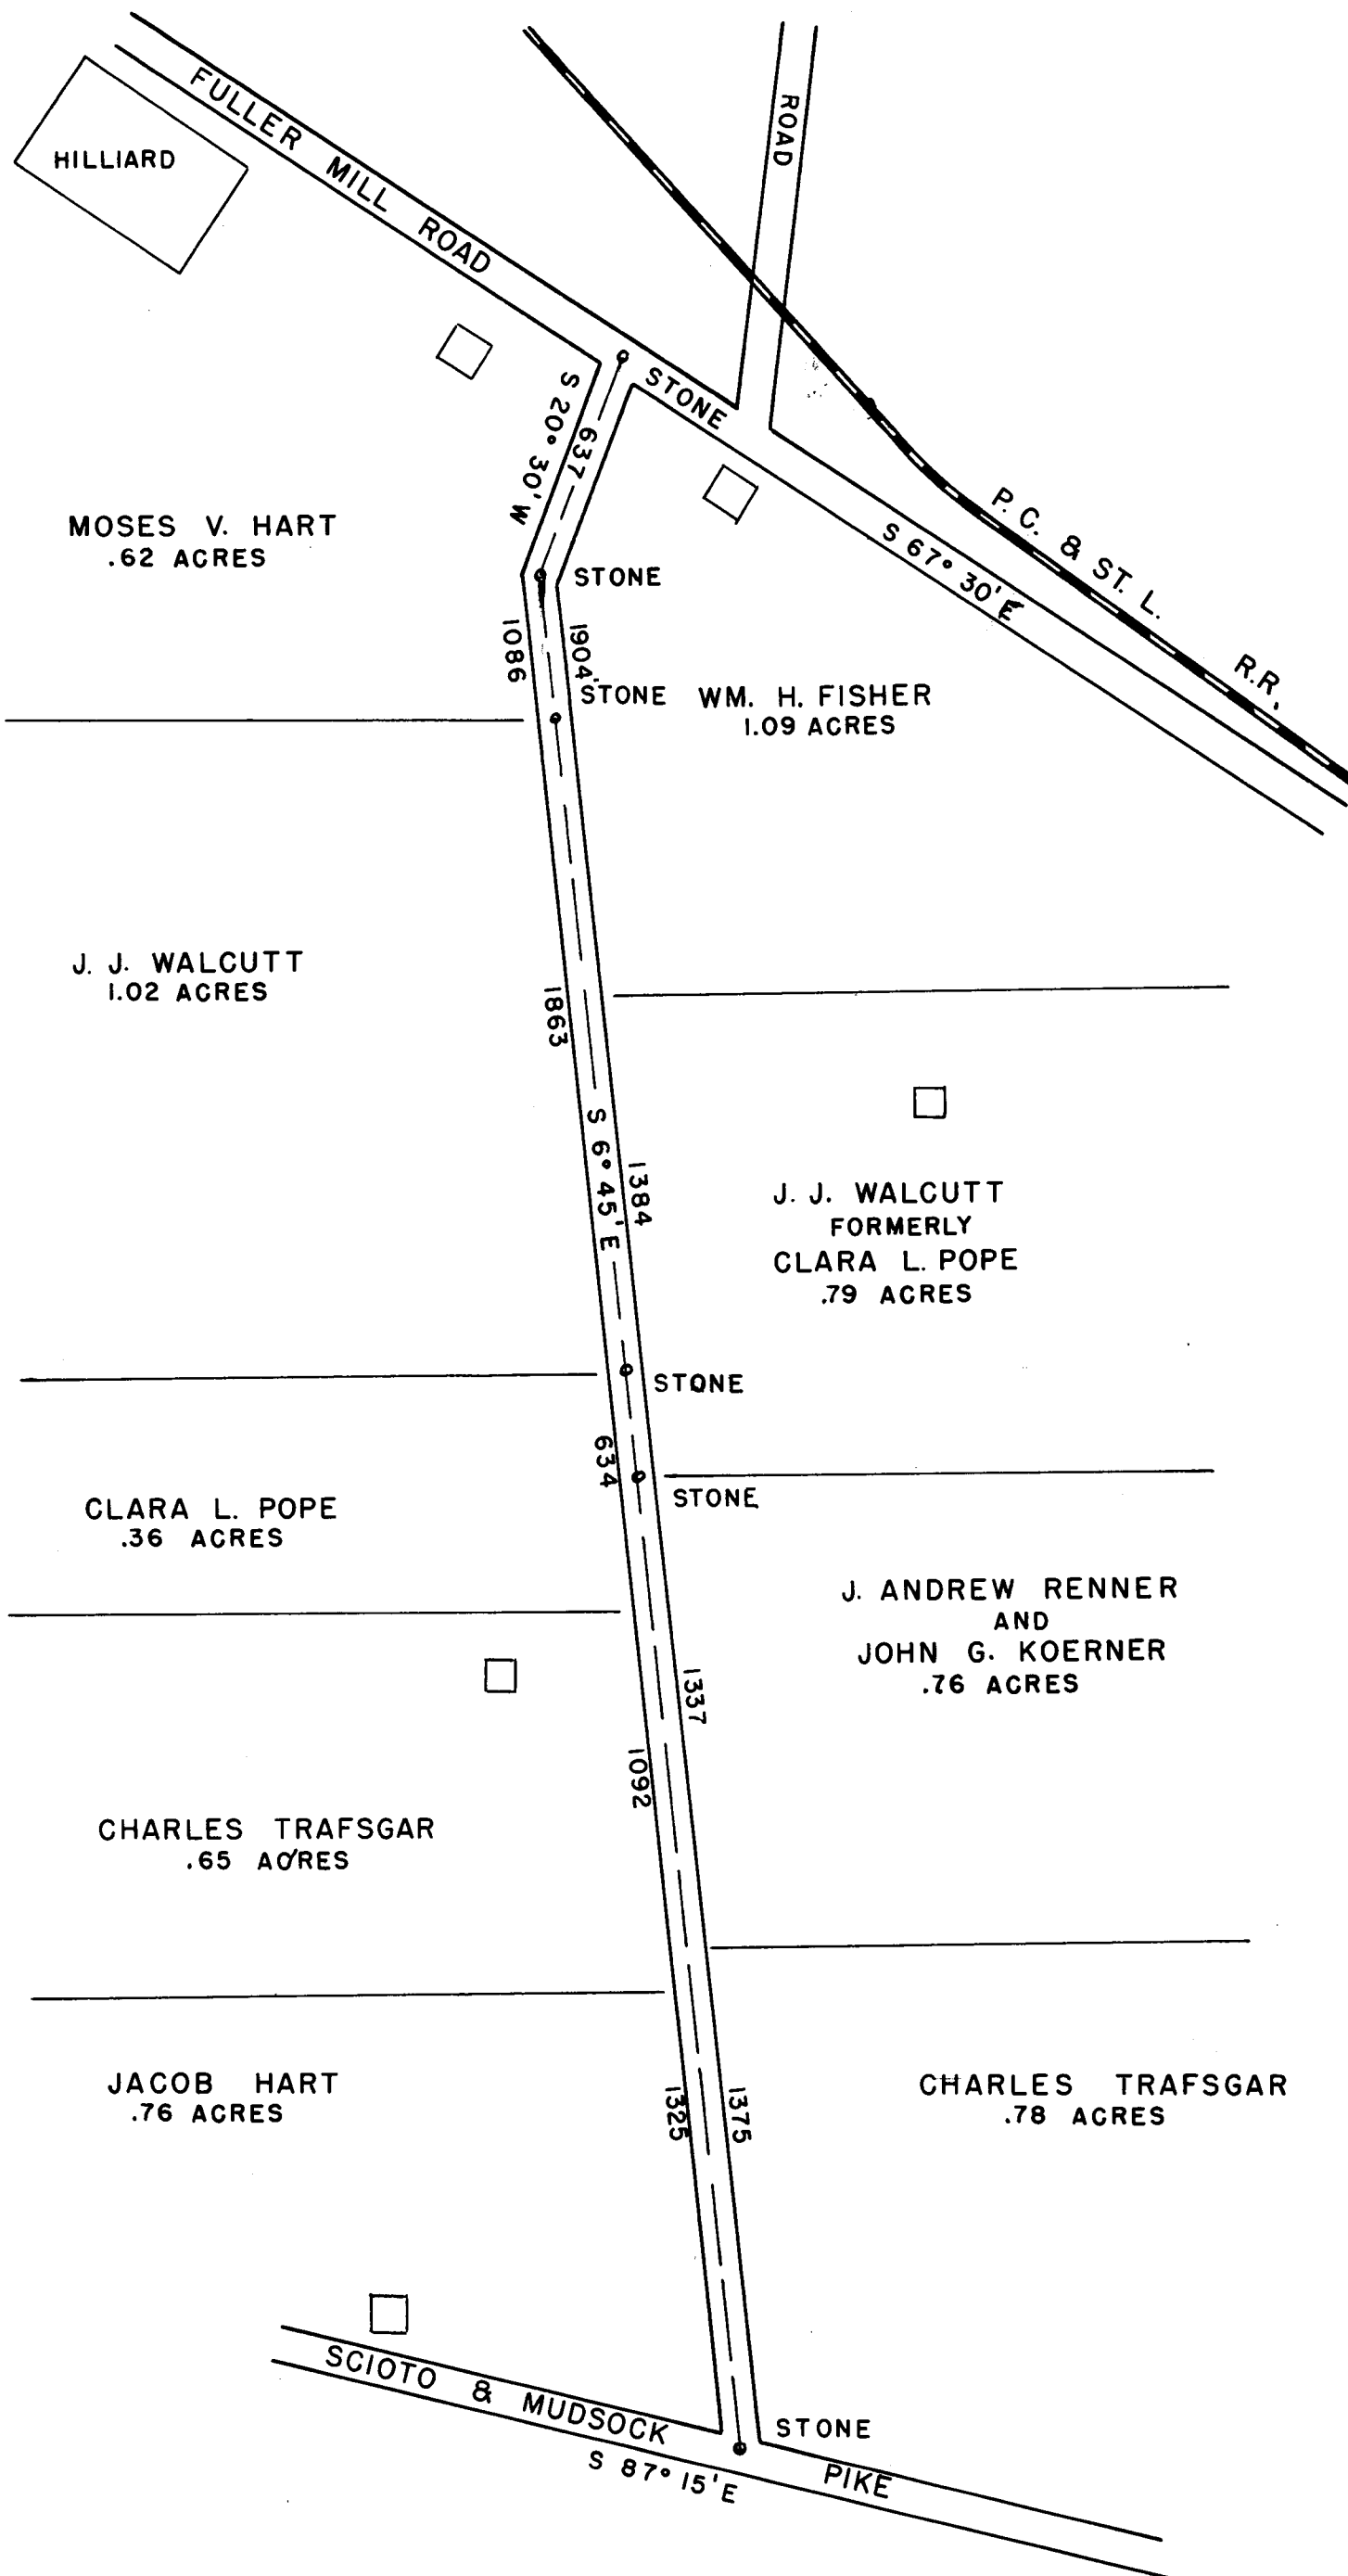 FULLER MILL ROAD
HILLIARD
ROAD
STONE
S 20° 30' W
637
S 67° 30' E
P. C. & ST. L. R.R.
MOSES V. HART
.62 ACRES
STONE
1086
1904'
STONE
WM. H. FISHER
1.09 ACRES
J. J. WALCUTT
1.02 ACRES
1863
S 6° 45' E
1384
J. J. WALCUTT
FORMERLY
CLARA L. POPE
.79 ACRES
STONE
634
STONE
CLARA L. POPE
.36 ACRES
J. ANDREW RENNER
AND
JOHN G. KOERNER
.76 ACRES
1337
1092
CHARLES TRAFSGAR
.65 ACRES
JACOB HART
.76 ACRES
1325
1375
CHARLES TRAFSGAR
.78 ACRES
SCIOTO & MUDSOCK PIKE
STONE
S 87° 15' E